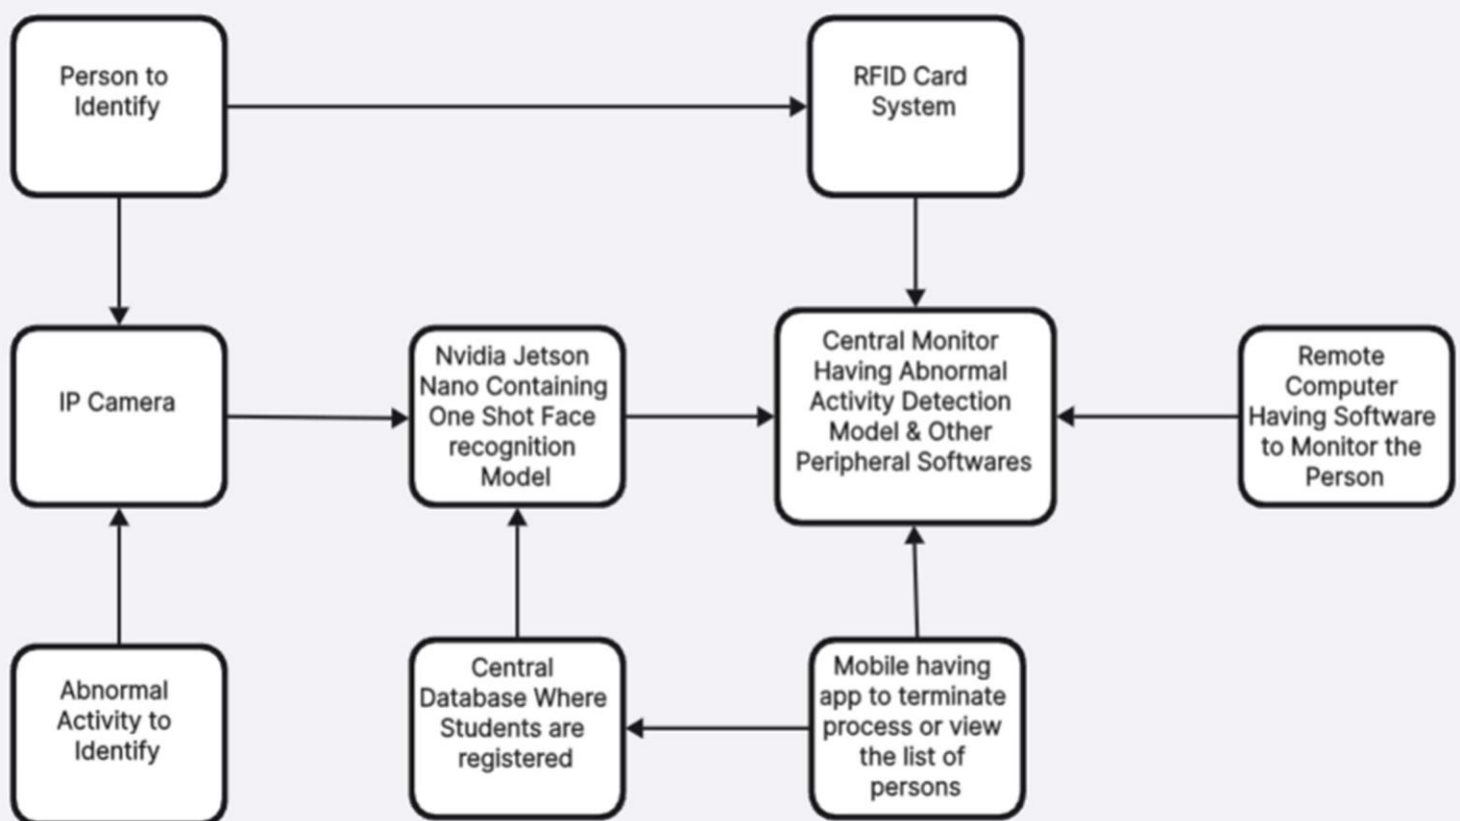 Person to
Identify
RFID Card
System
IP Camera
Nvidia Jetson
Nano Containing
One Shot Face
recognition
Model
Central Monitor
Having Abnormal
Activity Detection
Model & Other
Peripheral Softwares
Remote
Computer
Having Software
to Monitor the
Person
Abnormal
Activity to
Identify
Central
Database Where
Students are
registered
Mobile having
app to terminate
process or view
the list of
persons